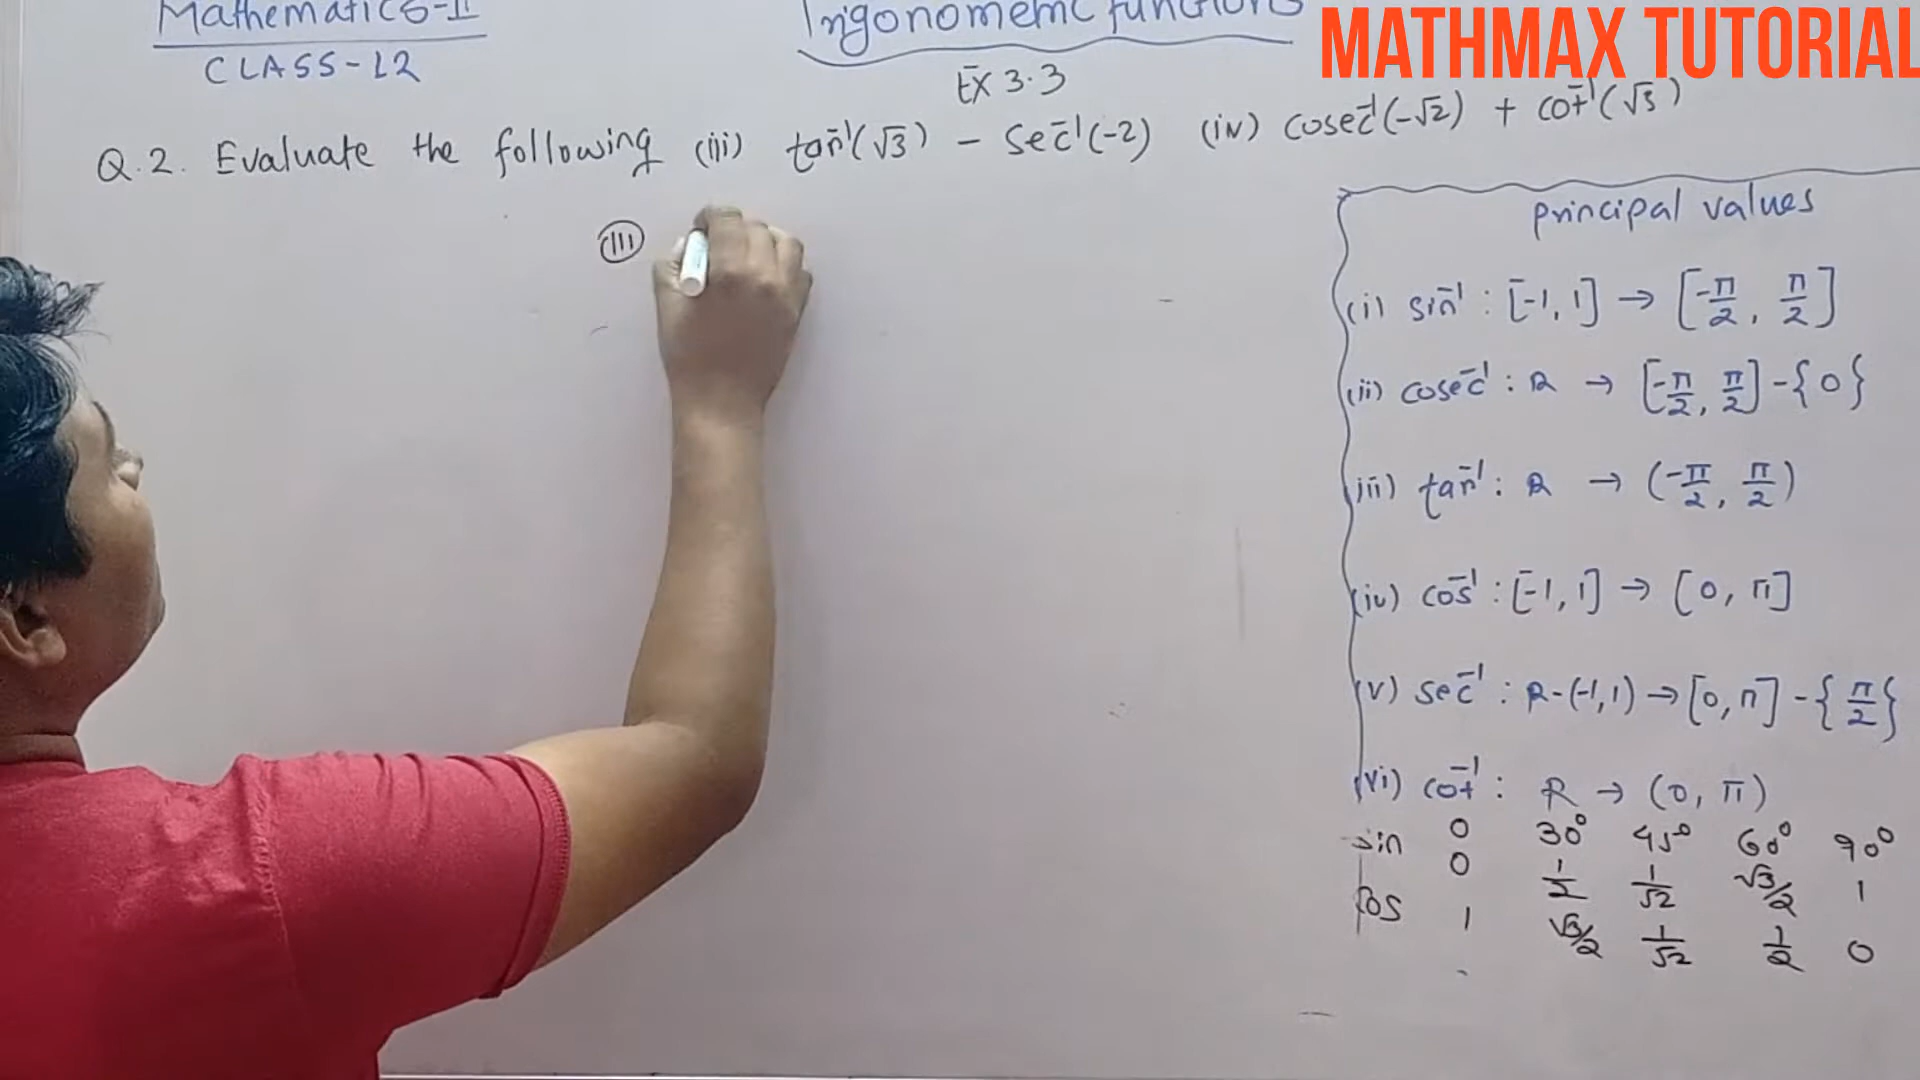 Mathematics-II
CLASS-12
Trigonometric functions
MATHMAX TUTORIAL
Ex 3.3
Q.2. Evaluate the following (iii) tan⁻¹(√3) - sec⁻¹(-2) (iv) cosec⁻¹(-√2) + cot⁻¹(√3)
(iii)
principal values
(i) sin⁻¹ : [-1, 1] → [-π/2, π/2]
(ii) cosec⁻¹ : R → [-π/2, π/2] - {0}
(iii) tan⁻¹ : R → (-π/2, π/2)
(iv) cos⁻¹ : [-1, 1] → [0, π]
(v) sec⁻¹ : R-(-1,1) → [0, π] - {π/2}
(vi) cot⁻¹ : R → (0, π)
0 30° 45° 60° 90°
sin 0 1/2 1/√2 √3/2 1
cos 1 √3/2 1/√2 1/2 0